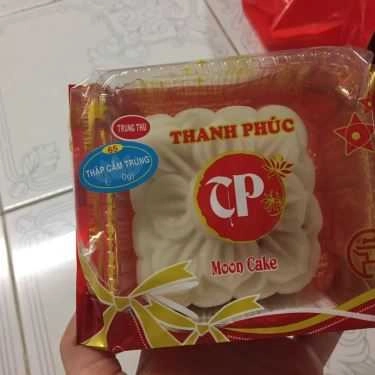 TRUNG THU
THANH PHÚC
65
THẬP CẨM TRỨNG
TP
Moon Cake